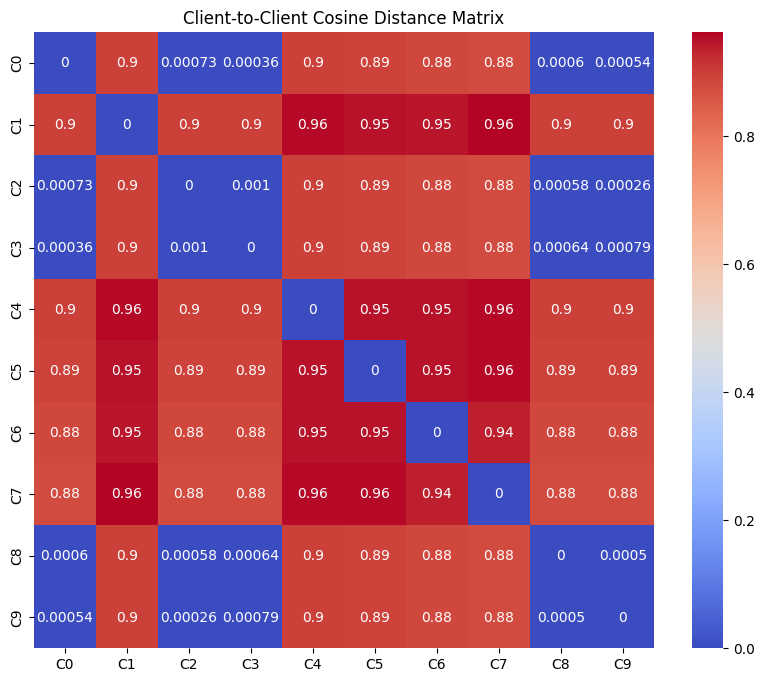 Client-to-Client Cosine Distance Matrix
C0 0 0.9 0.00073 0.00036 0.9 0.89 0.88 0.88 0.0006 0.00054
C1 0.9 0 0.9 0.9 0.96 0.95 0.95 0.96 0.9 0.9
C2 0.00073 0.9 0 0.001 0.9 0.89 0.88 0.88 0.00058 0.00026
C3 0.00036 0.9 0.001 0 0.9 0.89 0.88 0.88 0.00064 0.00079
C4 0.9 0.96 0.9 0.9 0 0.95 0.95 0.96 0.9 0.9
C5 0.89 0.95 0.89 0.89 0.95 0 0.95 0.96 0.89 0.89
C6 0.88 0.95 0.88 0.88 0.95 0.95 0 0.94 0.88 0.88
C7 0.88 0.96 0.88 0.88 0.96 0.96 0.94 0 0.88 0.88
C8 0.0006 0.9 0.00058 0.00064 0.9 0.89 0.88 0.88 0 0.0005
C9 0.00054 0.9 0.00026 0.00079 0.9 0.89 0.88 0.88 0.0005 0
C0 C1 C2 C3 C4 C5 C6 C7 C8 C9
0.8
0.6
0.4
0.2
0.0